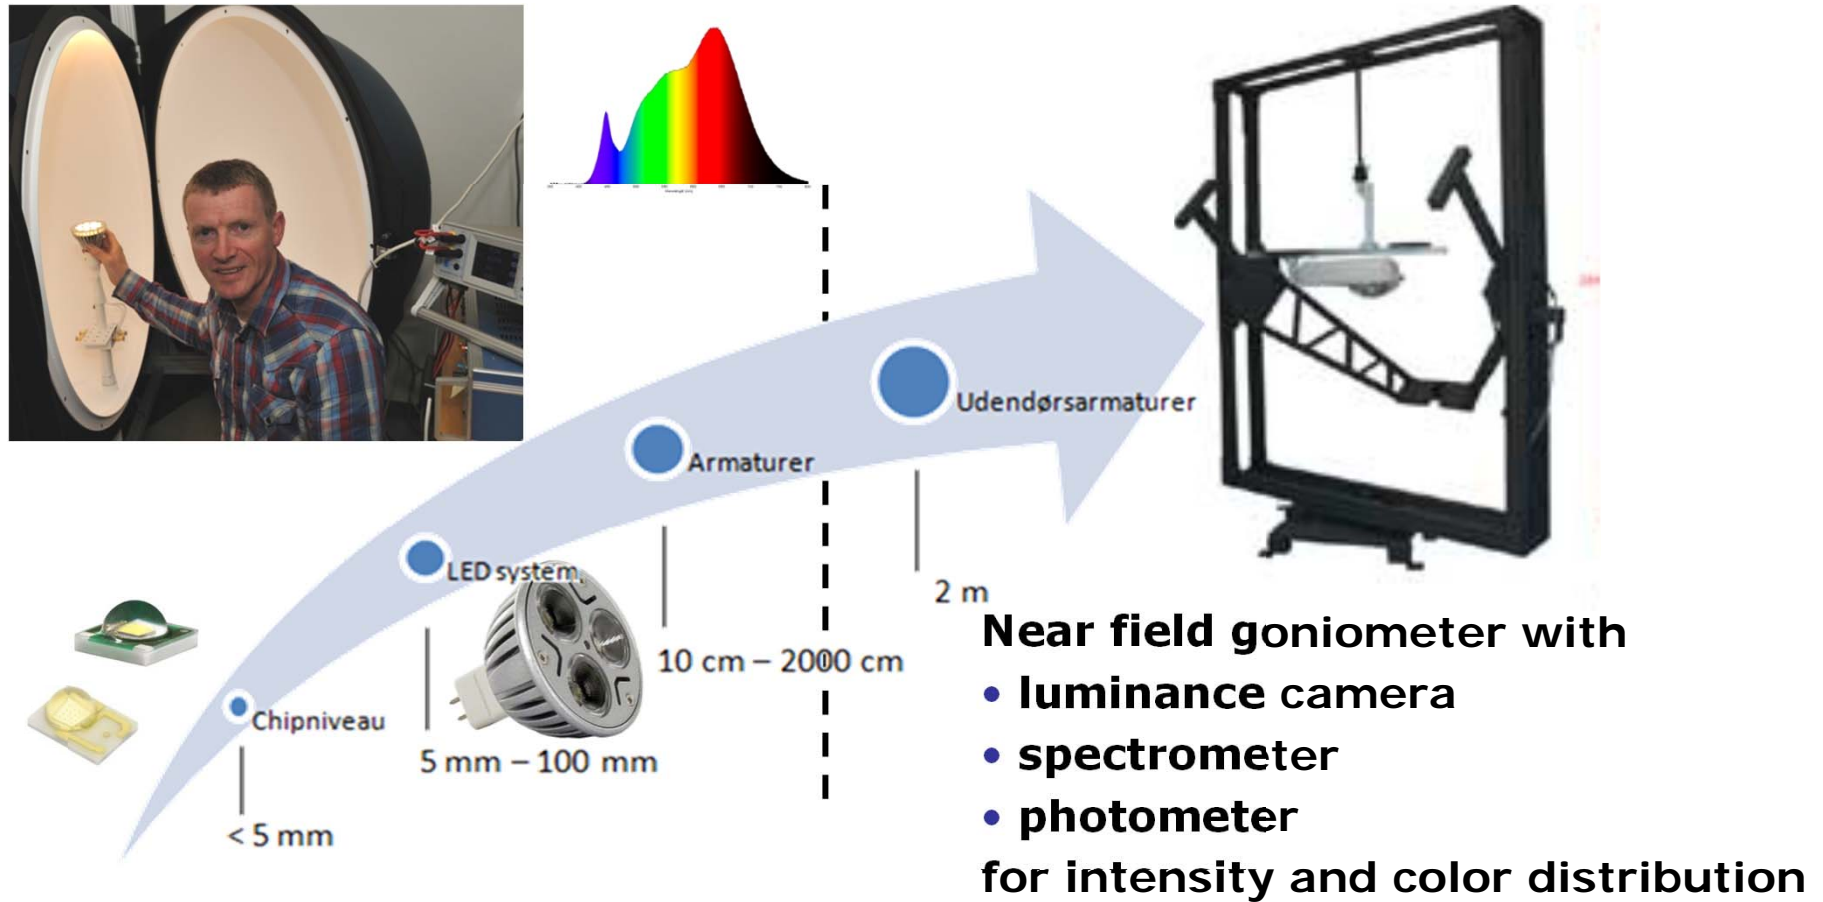 Udendørsarmaturer
Armaturer
LED system
Chipniveau
2 m
10 cm – 2000 cm
5 mm – 100 mm
< 5 mm
Near field goniometer with
• luminance camera
• spectrometer
• photometer
for intensity and color distribution